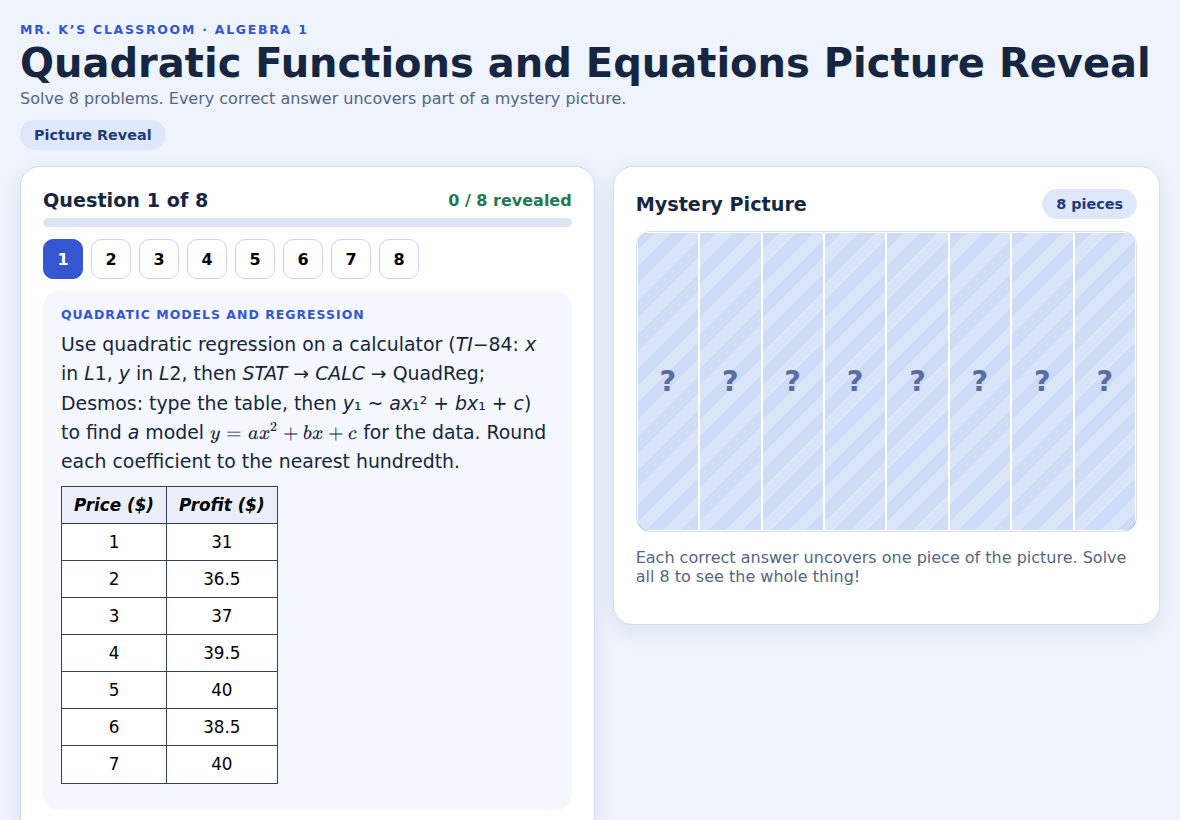 MR. K’S CLASSROOM · ALGEBRA 1
Quadratic Functions and Equations Picture Reveal
Solve 8 problems. Every correct answer uncovers part of a mystery picture.
Picture Reveal
Question 1 of 8
0 / 8 revealed
1 2 3 4 5 6 7 8
QUADRATIC MODELS AND REGRESSION
Use quadratic regression on a calculator (TI−84: x
in L1, y in L2, then STAT → CALC → QuadReg;
Desmos: type the table, then y₁ ~ ax₁² + bx₁ + c)
to find a model y = ax² + bx + c for the data. Round
each coefficient to the nearest hundredth.
Price ($) Profit ($)
1 31
2 36.5
3 37
4 39.5
5 40
6 38.5
7 40
Mystery Picture
8 pieces
? ? ? ? ? ? ? ?
Each correct answer uncovers one piece of the picture. Solve
all 8 to see the whole thing!